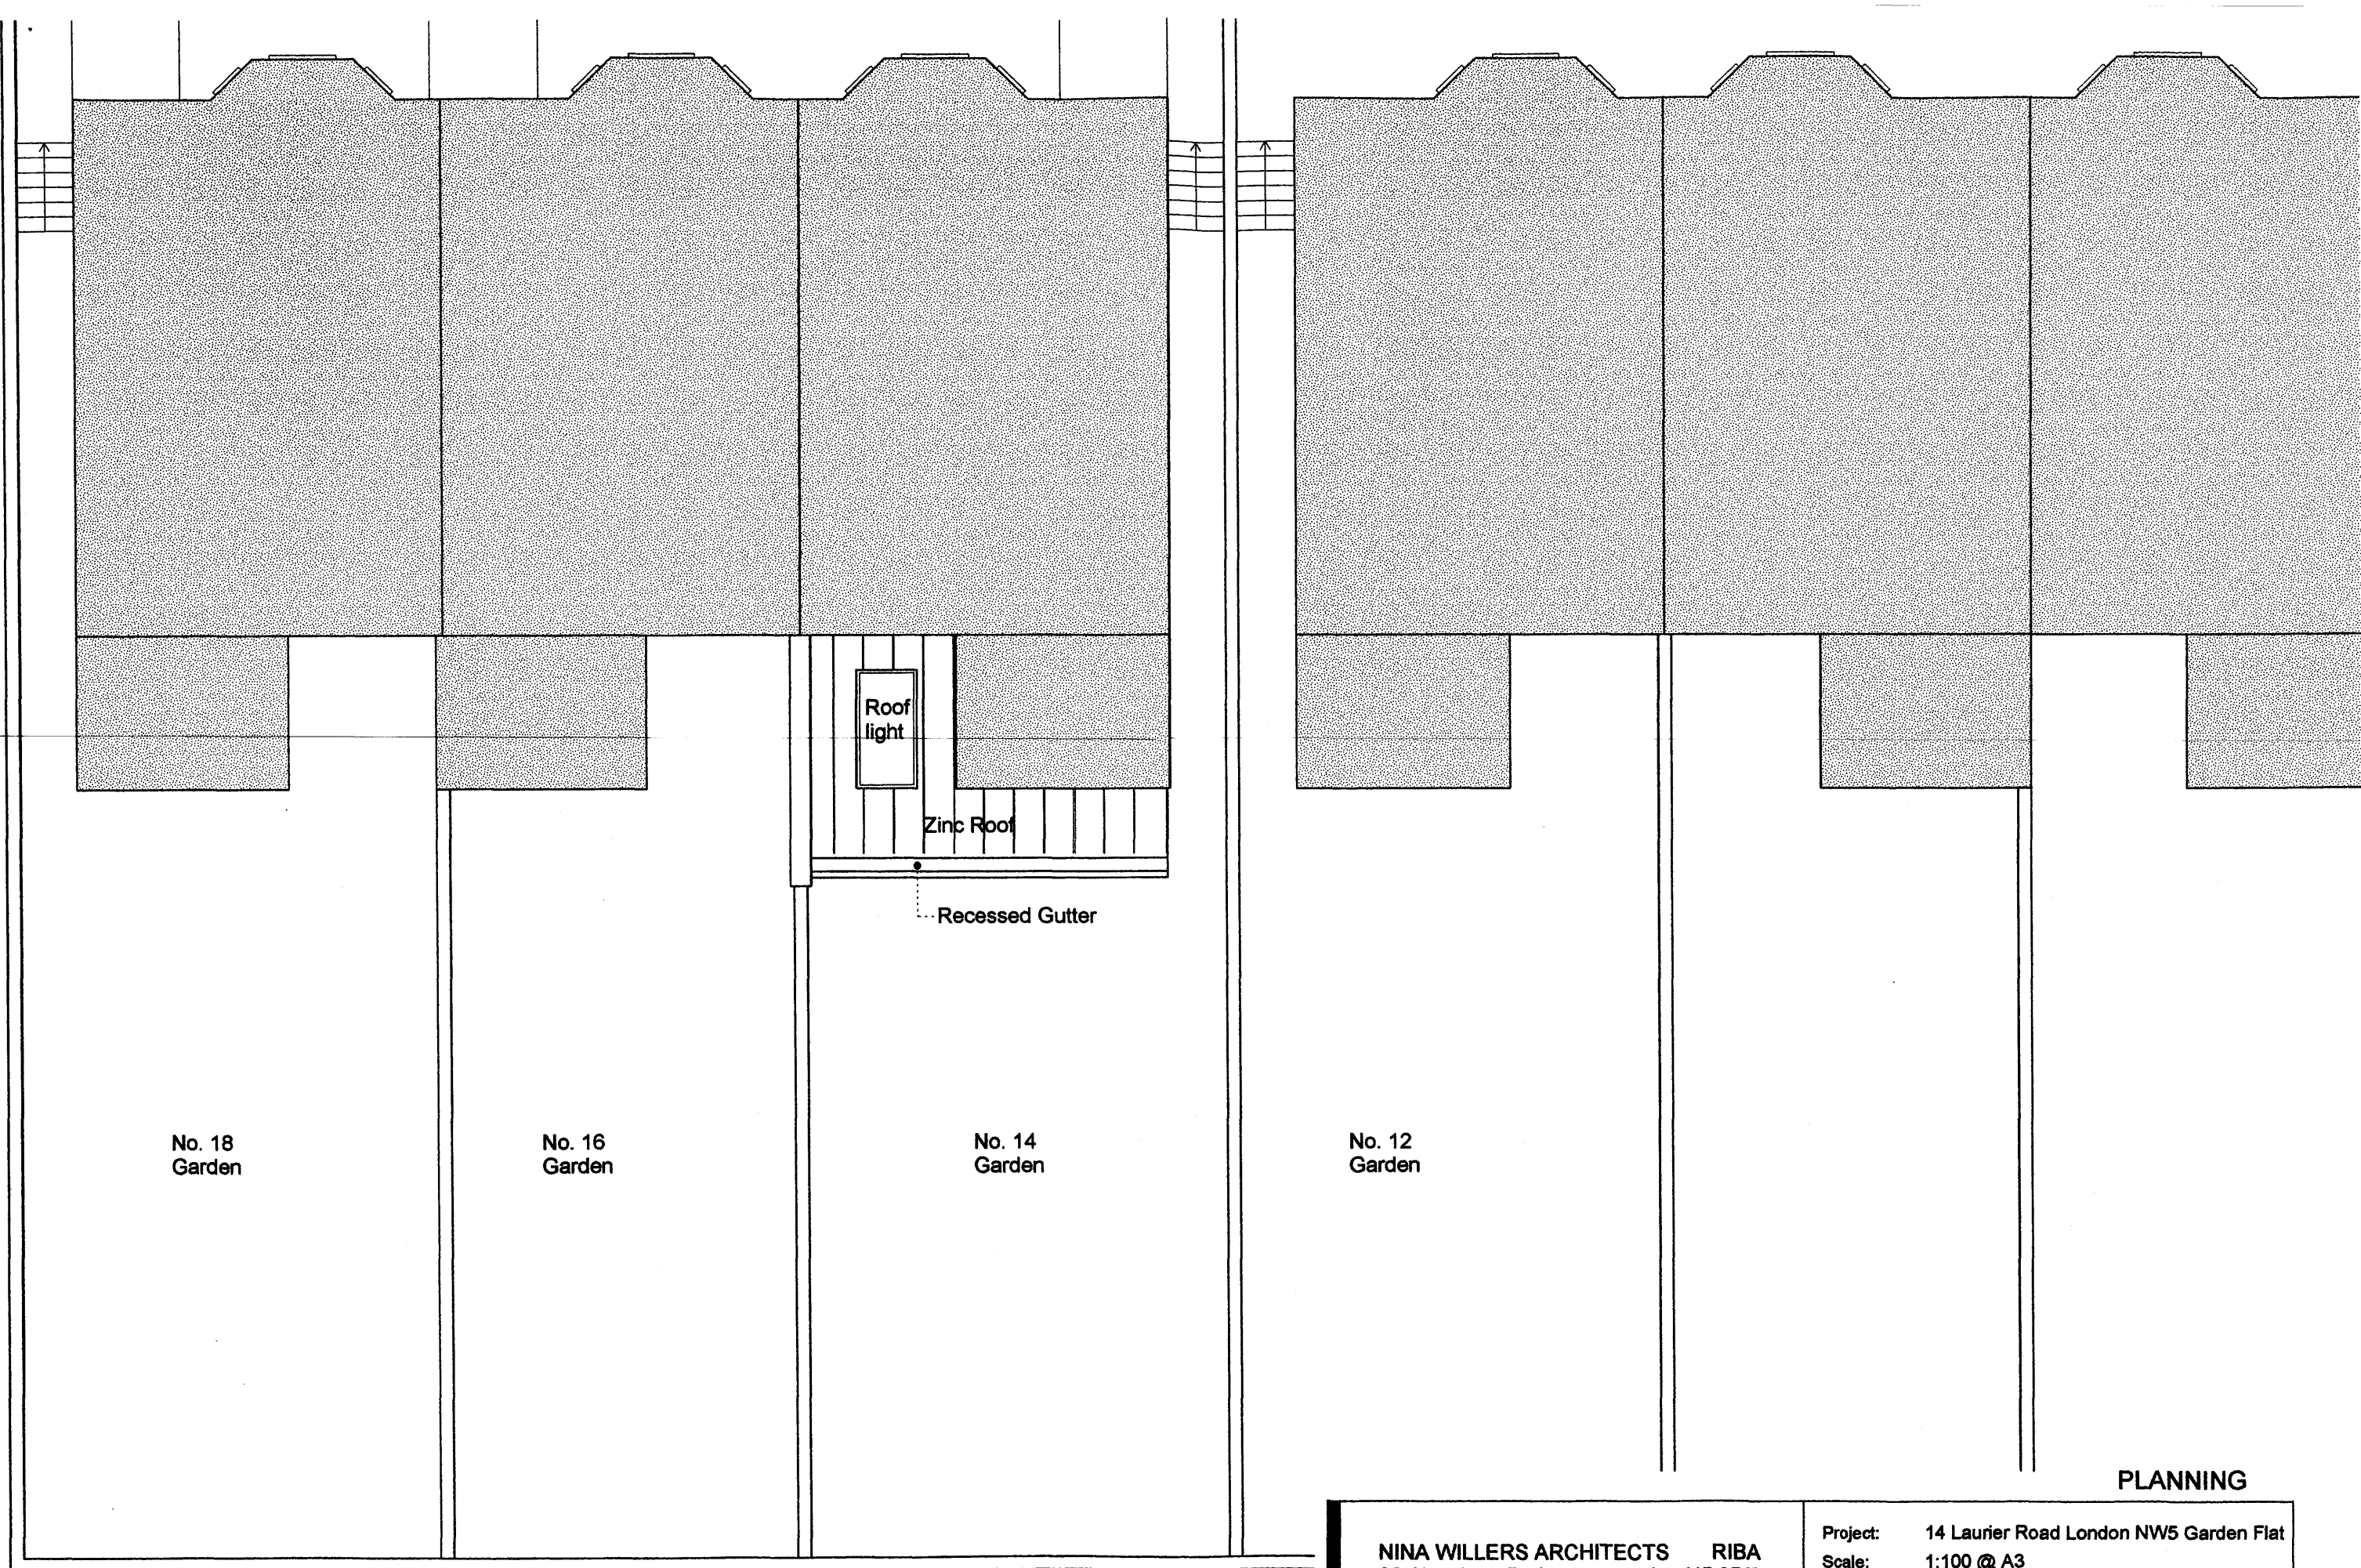 Roof
light
Zinc Roof
Recessed Gutter
No. 18
Garden
No. 16
Garden
No. 14
Garden
No. 12
Garden
PLANNING
NINA WILLERS ARCHITECTS RIBA
Project: 14 Laurier Road London NW5 Garden Flat
Scale: 1:100 @ A3